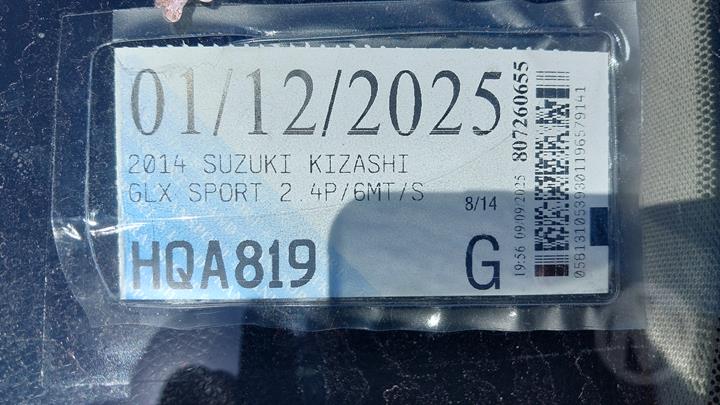 01/12/2025
2014 SUZUKI KIZASHI
GLX SPORT 2.4P/6MT/S
8/14
HQA819
G
19:56 09/09/2025 807260655
0581310539301196579141